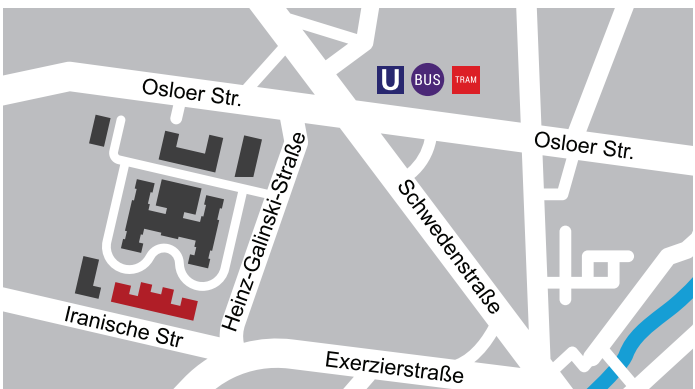 Osloer Str.
U
BUS
TRAM
Osloer Str.
Heinz-Galinski-Straße
Schwedenstraße
Iranische Str
Exerzierstraße